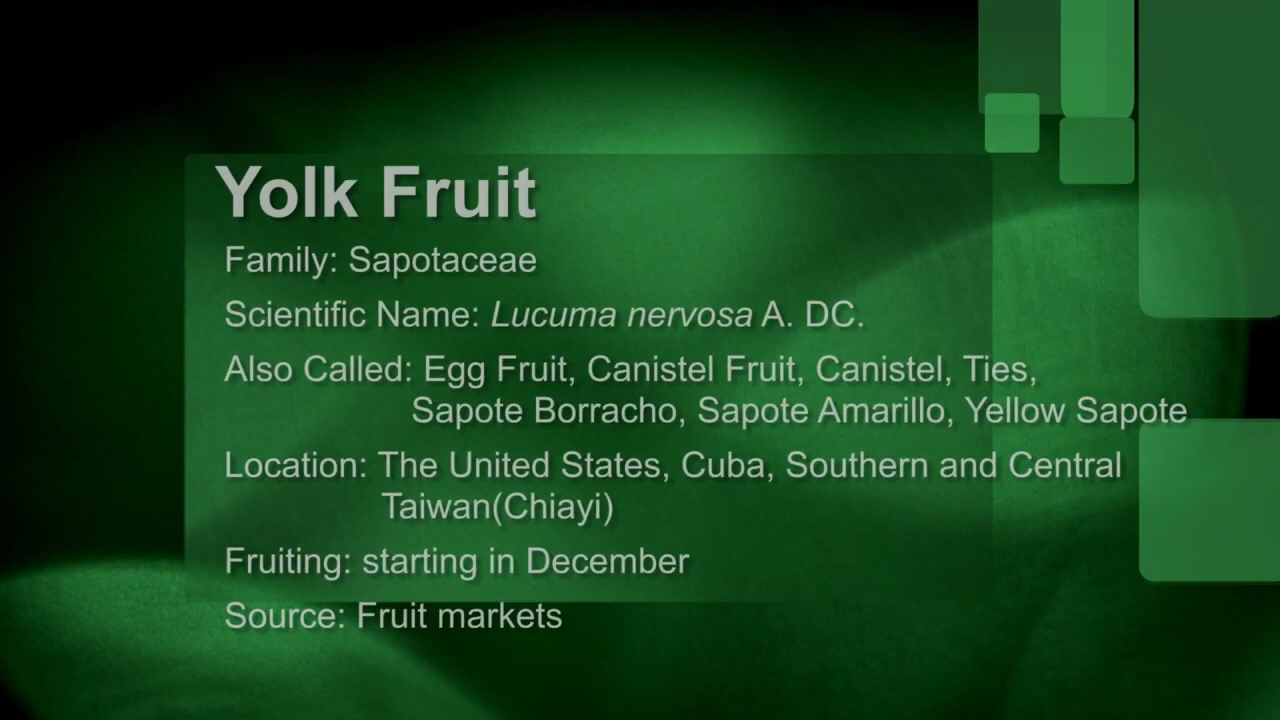 Yolk Fruit
Family: Sapotaceae
Scientific Name: Lucuma nervosa A. DC.
Also Called: Egg Fruit, Canistel Fruit, Canistel, Ties,
Sapote Borracho, Sapote Amarillo, Yellow Sapote
Location: The United States, Cuba, Southern and Central
Taiwan(Chiayi)
Fruiting: starting in December
Source: Fruit markets